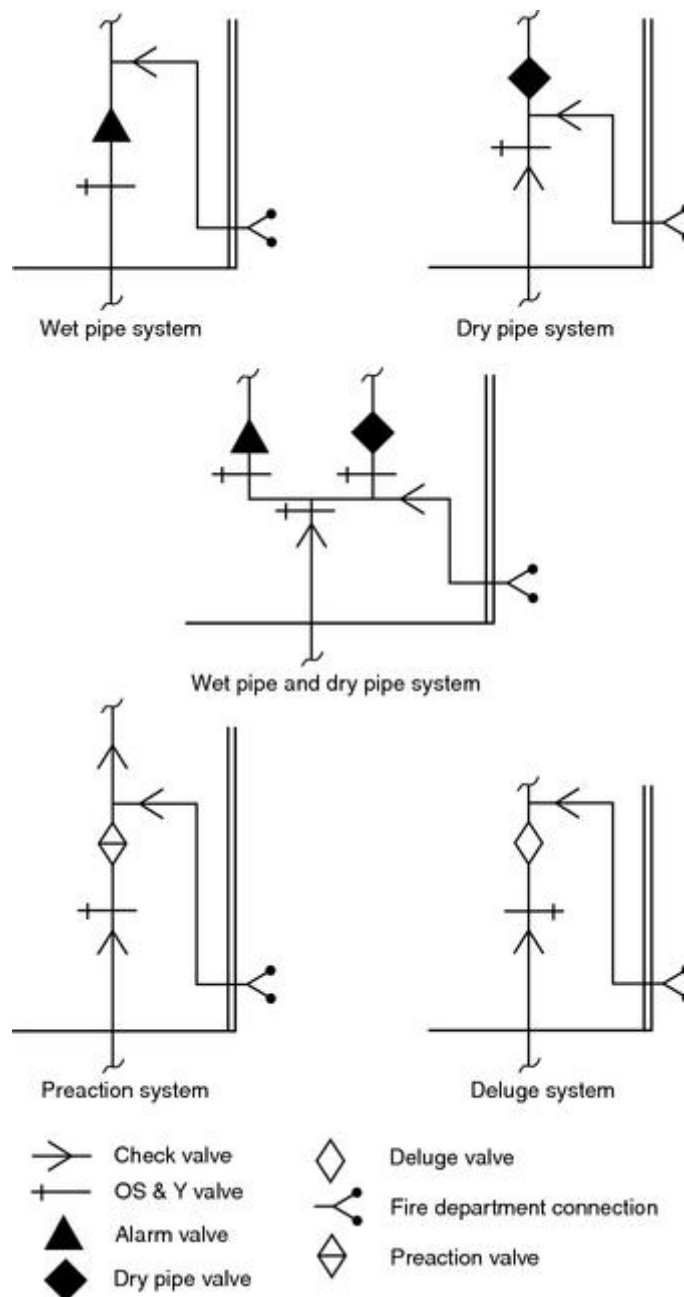 Wet pipe system
Dry pipe system
Wet pipe and dry pipe system
Preaction system
Deluge system
Check valve
OS & Y valve
Alarm valve
Dry pipe valve
Deluge valve
Fire department connection
Preaction valve